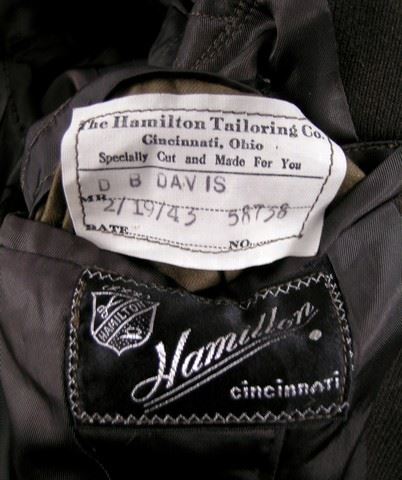 The Hamilton Tailoring Co.
Cincinnati, Ohio
Specially Cut and Made For You
D B DAVIS
MR.
2/19/43 58738
DATE NO.
HAMILTON
Hamilton
cincinnati